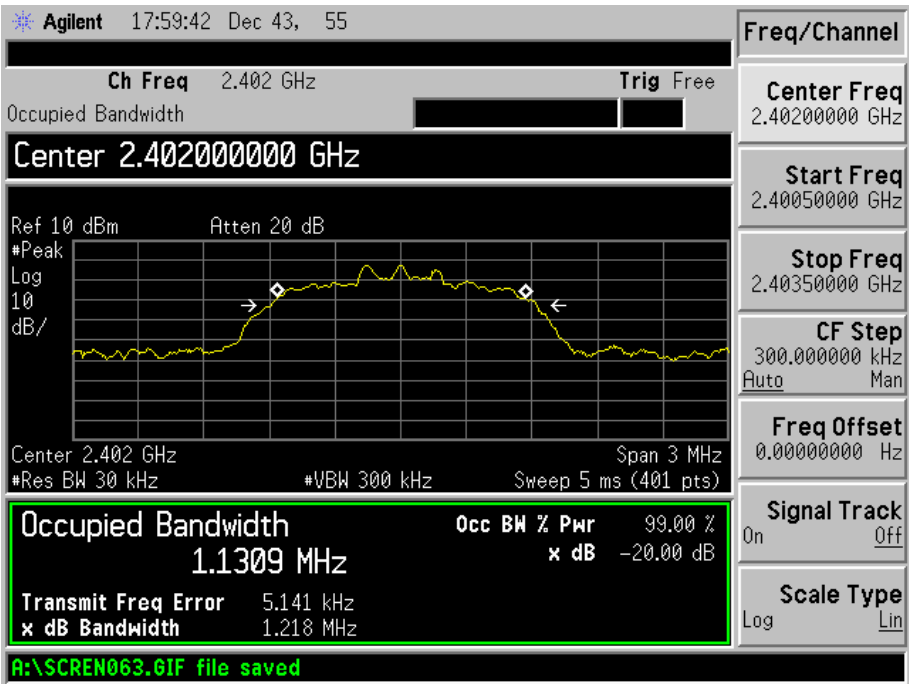 Agilent 17:59:42 Dec 43, 55
Ch Freq 2.402 GHz Trig Free
Occupied Bandwidth
Center 2.402000000 GHz
Ref 10 dBm Atten 20 dB
#Peak
Log
10
dB/
Center 2.402 GHz Span 3 MHz
#Res BW 30 kHz #VBW 300 kHz Sweep 5 ms (401 pts)
Occupied Bandwidth Occ BW % Pwr 99.00 %
1.1309 MHz x dB -20.00 dB
Transmit Freq Error 5.141 kHz
x dB Bandwidth 1.218 MHz
A:\SCREN063.GIF file saved
Freq/Channel
Center Freq
2.40200000 GHz
Start Freq
2.40050000 GHz
Stop Freq
2.40350000 GHz
CF Step
300.000000 kHz
Auto Man
Freq Offset
0.00000000 Hz
Signal Track
On Off
Scale Type
Log Lin